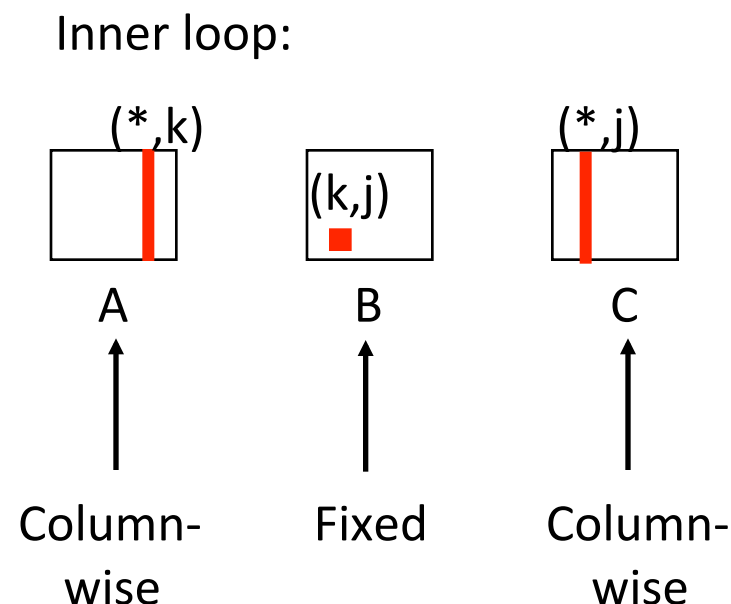 Inner loop:
(*,k)
(k,j)
(*,j)
A
B
C
Column-
wise
Fixed
Column-
wise